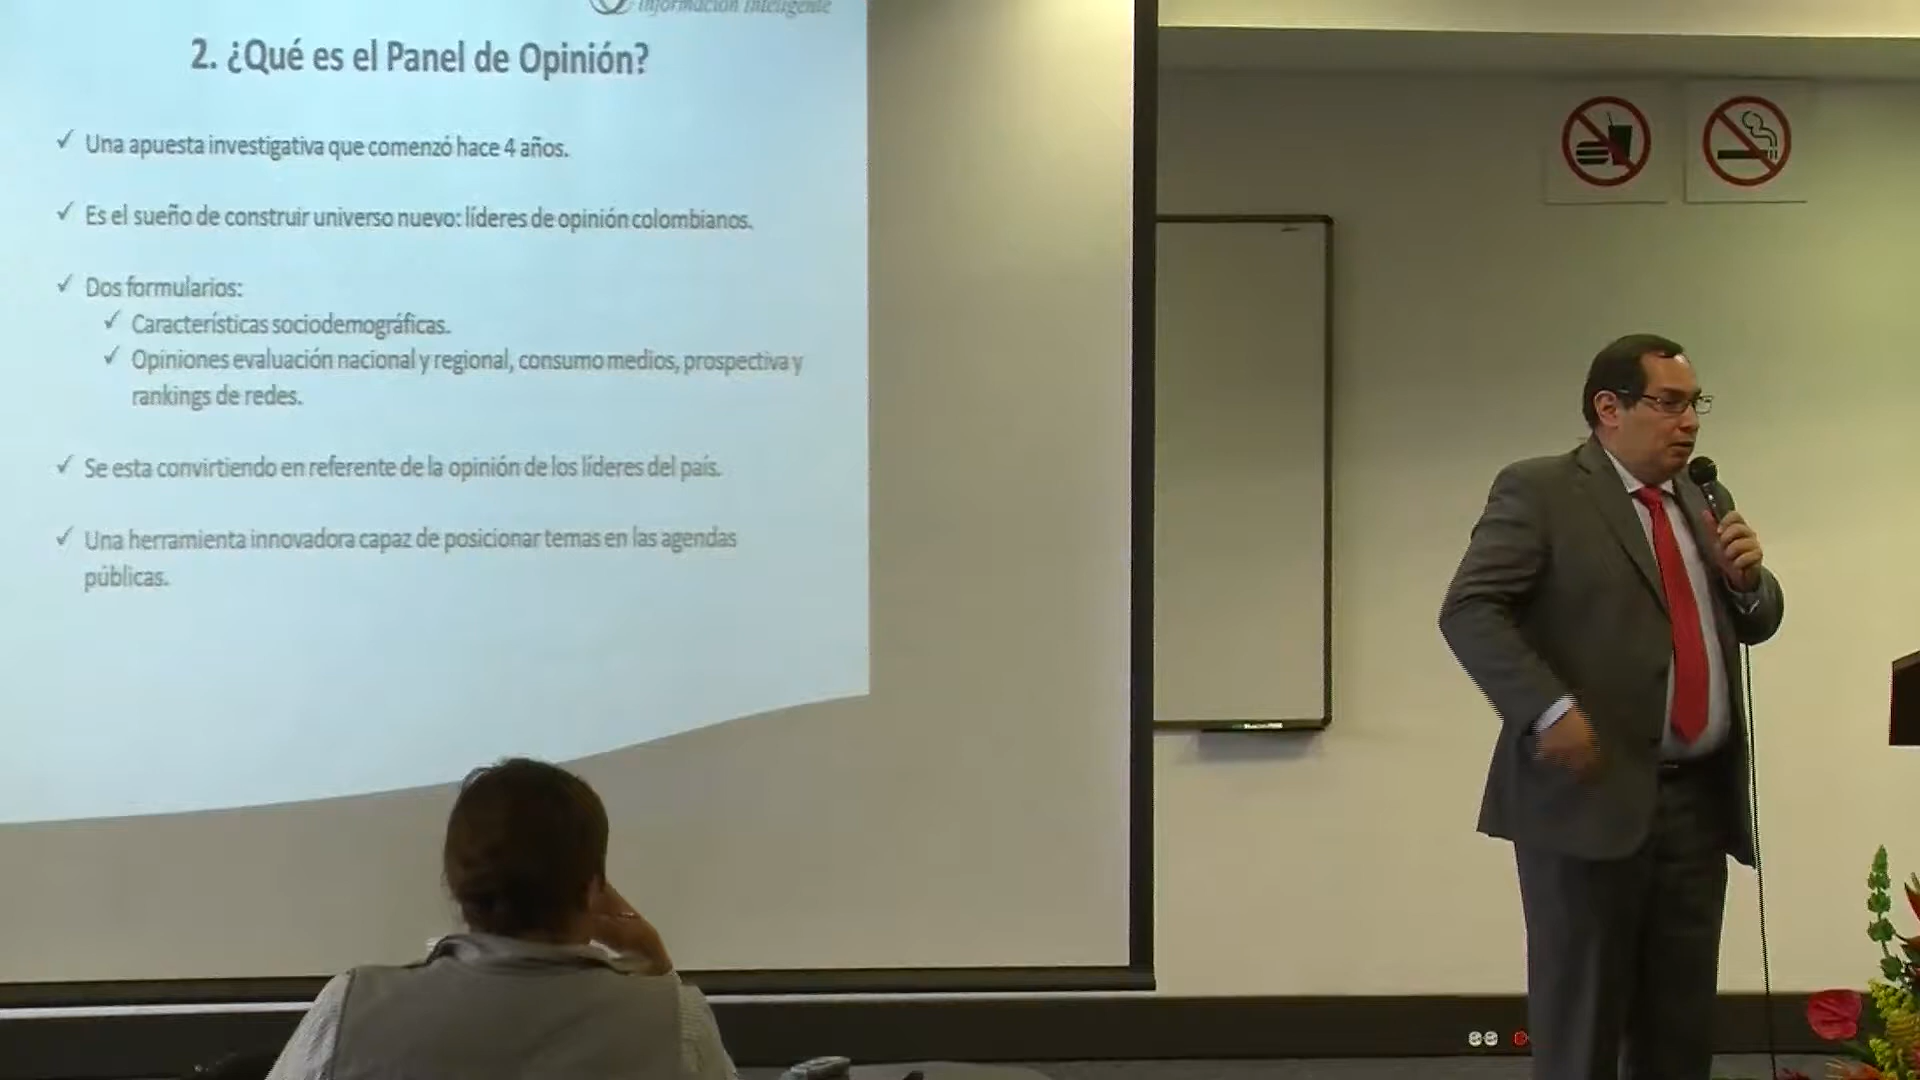 Información Inteligente
2. ¿Qué es el Panel de Opinión?
✓ Una apuesta investigativa que comenzó hace 4 años.
✓ Es el sueño de construir universo nuevo: líderes de opinión colombianos.
✓ Dos formularios:
✓ Características sociodemográficas.
✓ Opiniones evaluación nacional y regional, consumo medios, prospectiva y
rankings de redes.
✓ Se esta convirtiendo en referente de la opinión de los líderes del país.
✓ Una herramienta innovadora capaz de posicionar temas en las agendas
públicas.